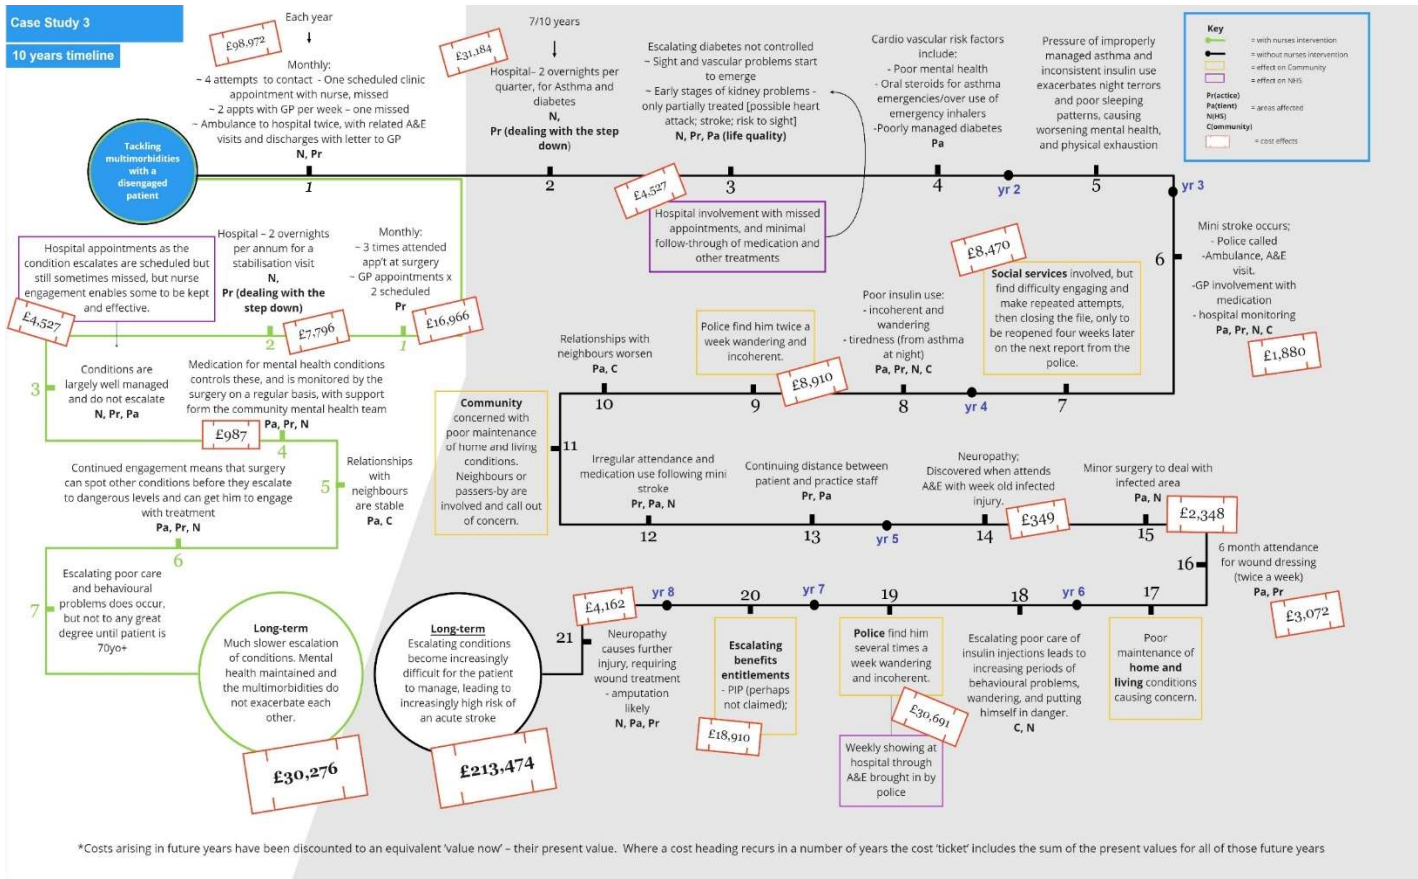 Case Study 3
10 years timeline
£98,972
Each year
Monthly:
~ 4 attempts to contact - One scheduled clinic
appointment with nurse, missed
~ 2 appts with GP per week – one missed
~ Ambulance to hospital twice, with related A&E
visits and discharges with letter to GP
N, Pr
1
£31,184
7/10 years
Hospital– 2 overnights per
quarter, for Asthma and
diabetes
N,
Pr (dealing with the step
down)
2
Escalating diabetes not controlled
~ Sight and vascular problems start
to emerge
~ Early stages of kidney problems -
only partially treated [possible heart
attack; stroke; risk to sight]
N, Pr, Pa (life quality)
3
£4,527
Hospital involvement with missed
appointments, and minimal
follow-through of medication and
other treatments
Cardio vascular risk factors
include:
- Poor mental health
- Oral steroids for asthma
emergencies/over use of
emergency inhalers
-Poorly managed diabetes
Pa
4
yr 2
Pressure of improperly
managed asthma and
inconsistent insulin use
exacerbates night terrors
and poor sleeping
patterns, causing
worsening mental health,
and physical exhaustion
5
yr 3
Key
= with nurses intervention
= without nurses intervention
= effect on Community
= effect on NHS
Pr(actice)
Pa(tient)
N(HS)
C(ommunity)
= areas affected
= cost effects
Tackling
multimorbidities
with a
disengaged
patient
Mini stroke occurs;
- Police called
-Ambulance, A&E
visit.
-GP involvement with
medication
- hospital monitoring
Pa, Pr, N, C
6
£1,880
£8,470
Social services involved, but
find difficulty engaging and
make repeated attempts,
then closing the file, only to
be reopened four weeks later
on the next report from the
police.
7
yr 4
Poor insulin use:
- incoherent and
wandering
- tiredness (from asthma
at night)
Pa, Pr, N, C
8
Police find him twice a
week wandering and
incoherent.
£8,910
9
Relationships with
neighbours worsen
Pa, C
10
Community
concerned with
poor maintenance
of home and living
conditions.
Neighbours or
passers-by are
involved and call out
of concern.
11
Irregular attendance and
medication use following mini
stroke
Pr, Pa, N
12
Continuing distance between
patient and practice staff
Pr, Pa
13
yr 5
Neuropathy;
Discovered when attends
A&E with week old infected
injury.
14
£349
Minor surgery to deal with
infected area
Pa, N
15
£2,348
16
6 month attendance
for wound dressing
(twice a week)
Pa, Pr
£3,072
17
Poor
maintenance of
home and
living conditions
causing concern.
yr 6
18
Escalating poor care of
insulin injections leads to
increasing periods of
behavioural problems,
wandering, and putting
himself in danger.
C, N
19
Police find him
several times a
week wandering
and incoherent.
£30,691
Weekly showing at
hospital through
A&E brought in by
police
yr 7
20
Escalating
benefits
entitlements
- PIP (perhaps
not claimed);
£18,910
yr 8
£4,162
21
Neuropathy
causes further
injury, requiring
wound treatment
- amputation
likely
N, Pa, Pr
Long-term
Escalating conditions
become increasingly
difficult for the patient
to manage, leading to
increasingly high risk of
an acute stroke
£213,474
Monthly:
~ 3 times attended
app't at surgery
~ GP appointments x
2 scheduled
Pr
£16,966
1
Hospital – 2 overnights
per annum for a
stabilisation visit
N,
Pr (dealing with the
step down)
£7,796
2
Hospital appointments as the
condition escalates are scheduled but
still sometimes missed, but nurse
engagement enables some to be kept
and effective.
£4,527
3
Conditions are
largely well managed
and do not escalate
N, Pr, Pa
Medication for mental health conditions
controls these, and is monitored by the
surgery on a regular basis, with support
form the community mental health team
Pa, Pr, N
£987
4
5
Relationships
with
neighbours
are stable
Pa, C
Continued engagement means that surgery
can spot other conditions before they escalate
to dangerous levels and can get him to engage
with treatment
Pa, Pr, N
6
7
Escalating poor care
and behavioural
problems does occur,
but not to any great
degree until patient is
70yo+
Long-term
Much slower escalation
of conditions. Mental
health maintained and
the multimorbidities do
not exacerbate each
other.
£30,276
*Costs arising in future years have been discounted to an equivalent 'value now' – their present value. Where a cost heading recurs in a number of years the cost 'ticket' includes the sum of the present values for all of those future years